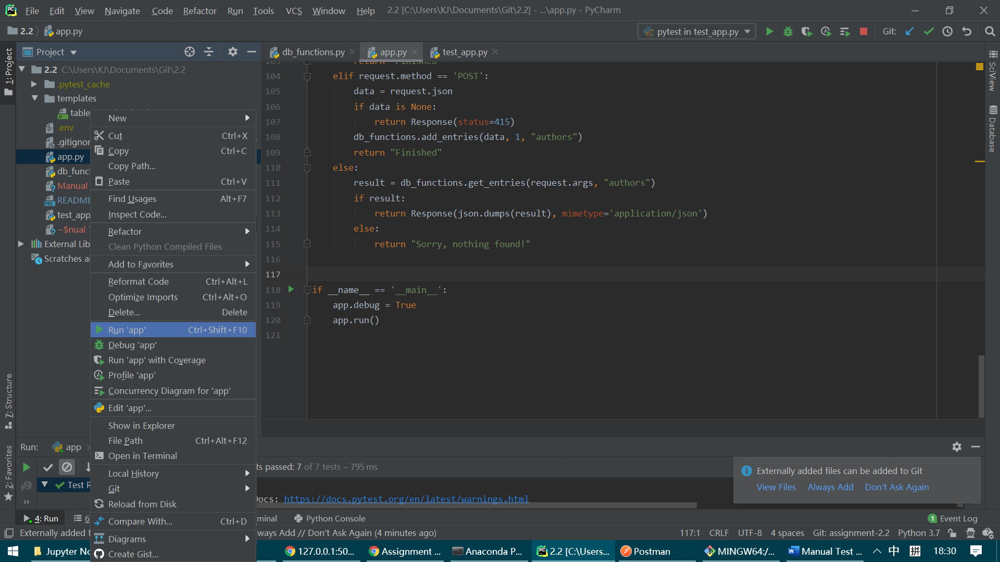 File Edit View Navigate Code Refactor Run Tools VCS Window Help 2.2 [C:\Users\KJ\Documents\Git\2.2] - ...\app.py - PyCharm
2.2 app.py pytest in test_app.py Git:
Project db_functions.py app.py test_app.py
1: Project
2.2 C:\Users\KJ\Documents\Git\2.2
.pytest_cache
templates
table
.env
.gitignor
app.py
db_funct
Manual
README
test_app
~$nual T
External Lib
Scratches a
New
Cut Ctrl+X
Copy Ctrl+C
Copy Path...
Paste Ctrl+V
Find Usages Alt+F7
Inspect Code...
Refactor
Clean Python Compiled Files
Add to Favorites
Reformat Code Ctrl+Alt+L
Optimize Imports Ctrl+Alt+O
Delete... Delete
Run 'app' Ctrl+Shift+F10
Debug 'app'
Run 'app' with Coverage
Profile 'app'
Concurrency Diagram for 'app'
Edit 'app'...
Show in Explorer
File Path Ctrl+Alt+F12
Open in Terminal
Local History
Git
Reload from Disk
Compare With... Ctrl+D
Diagrams
Create Gist...
103 return "Finished"
104 elif request.method == 'POST':
105 data = request.json
106 if data is None:
107 return Response(status=415)
108 db_functions.add_entries(data, 1, "authors")
109 return "Finished"
110 else:
111 result = db_functions.get_entries(request.args, "authors")
112 if result:
113 return Response(json.dumps(result), mimetype='application/json')
114 else:
115 return "Sorry, nothing found!"
116
117
118 if __name__ == '__main__':
119 app.debug = True
120 app.run()
121
SciView
Database
7: Structure
2: Favorites
Run: app
ts passed: 7 of 7 tests – 795 ms
Test R
Docs: https://docs.pytest.org/en/latest/warnings.html
Externally added files can be added to Git
View Files Always Add Don't Ask Again
4: Run 6 minal Python Console 1 Event Log
Externally added f ways Add // Don't Ask Again (4 minutes ago) 117:1 CRLF UTF-8 4 spaces Git: assignment-2.2 Python 3.7
Jupyter No 127.0.0.1:50... Assignment ... Anaconda P... 2.2 [C:\Users... Postman MINGW64:/... Manual Test ... 中 拼 18:30